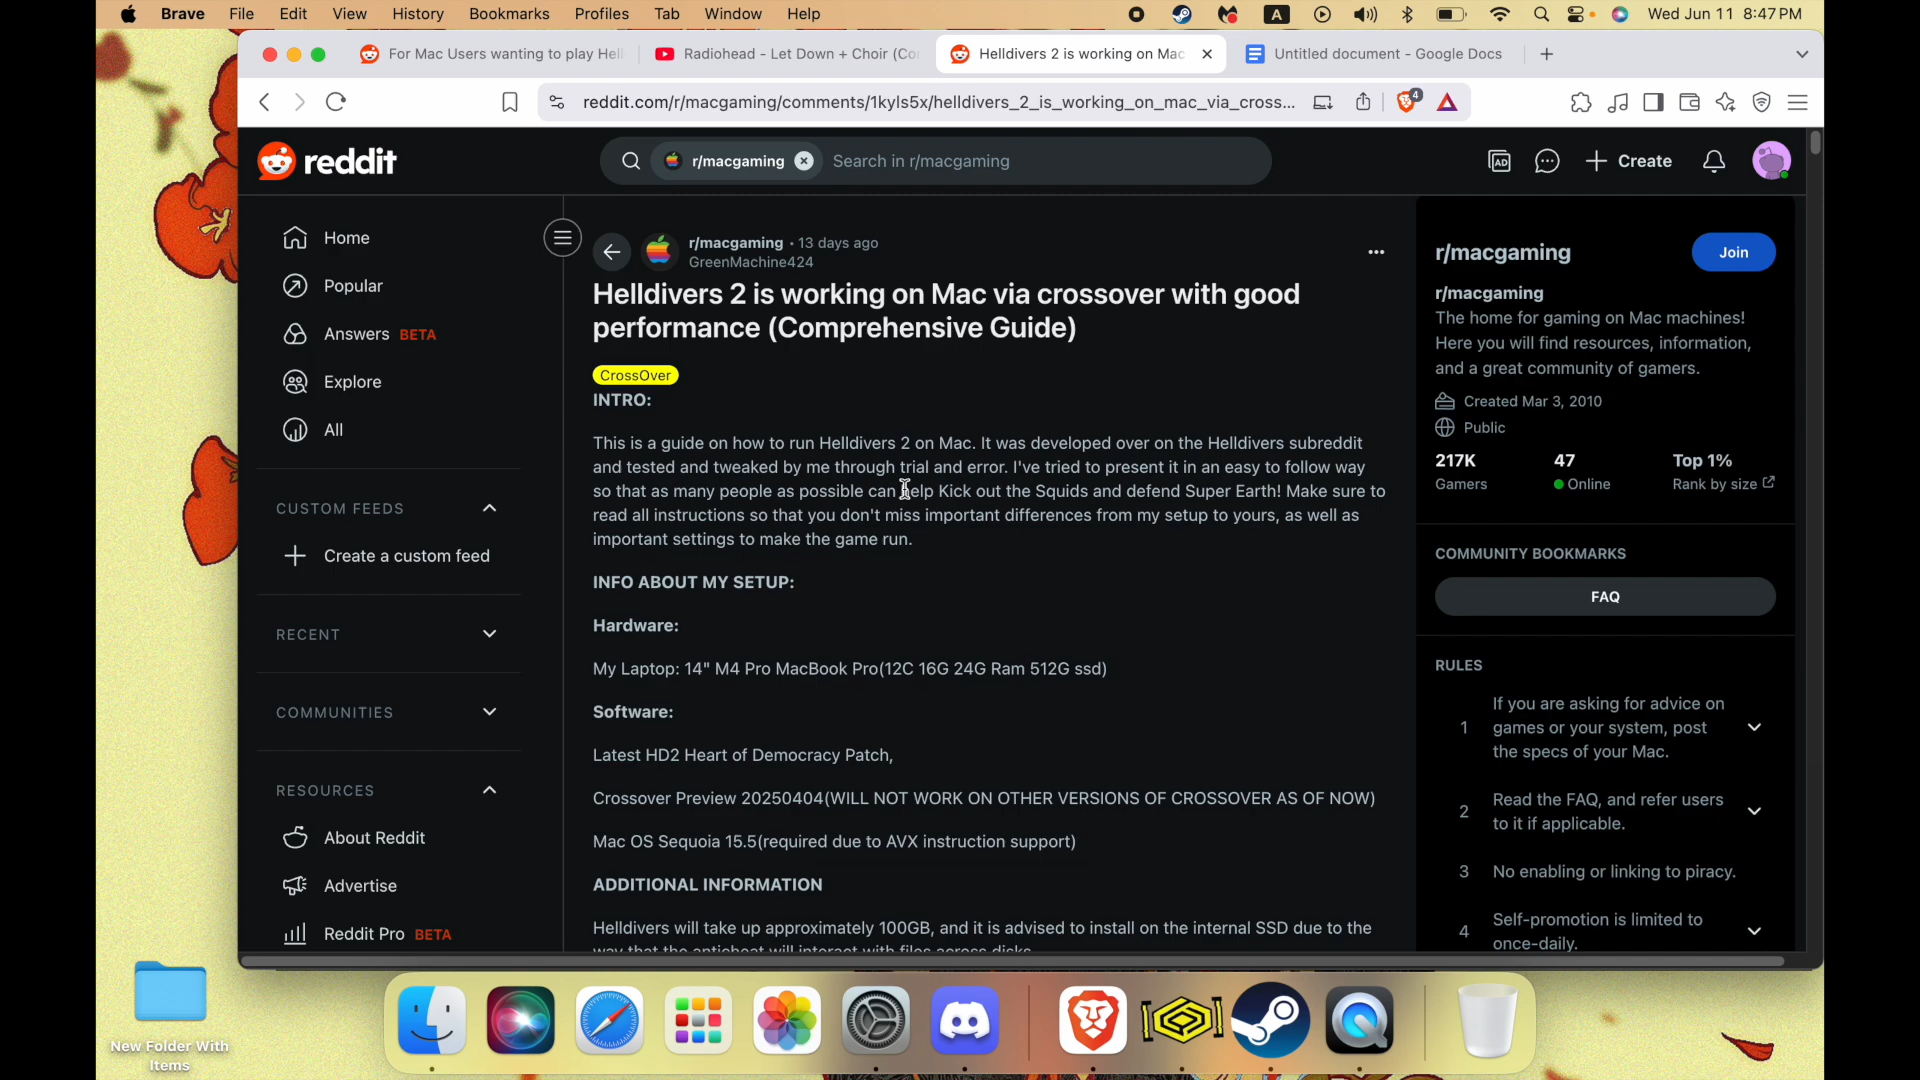 Brave File Edit View History Bookmarks Profiles Tab Window Help
A
Wed Jun 11 8:47 PM
For Mac Users wanting to play Hell
Radiohead - Let Down + Choir (Co
Helldivers 2 is working on Mac
Untitled document - Google Docs
reddit.com/r/macgaming/comments/1kyls5x/helldivers_2_is_working_on_mac_via_cross...
4
reddit
r/macgaming
Search in r/macgaming
AD
Create
Home
Popular
Answers BETA
Explore
All
CUSTOM FEEDS
Create a custom feed
RECENT
COMMUNITIES
RESOURCES
About Reddit
Advertise
Reddit Pro BETA
r/macgaming • 13 days ago
GreenMachine424
Helldivers 2 is working on Mac via crossover with good
performance (Comprehensive Guide)
CrossOver
INTRO:
This is a guide on how to run Helldivers 2 on Mac. It was developed over on the Helldivers subreddit
and tested and tweaked by me through trial and error. I've tried to present it in an easy to follow way
so that as many people as possible can help Kick out the Squids and defend Super Earth! Make sure to
read all instructions so that you don't miss important differences from my setup to yours, as well as
important settings to make the game run.
INFO ABOUT MY SETUP:
Hardware:
My Laptop: 14" M4 Pro MacBook Pro(12C 16G 24G Ram 512G ssd)
Software:
Latest HD2 Heart of Democracy Patch,
Crossover Preview 20250404(WILL NOT WORK ON OTHER VERSIONS OF CROSSOVER AS OF NOW)
Mac OS Sequoia 15.5(required due to AVX instruction support)
ADDITIONAL INFORMATION
Helldivers will take up approximately 100GB, and it is advised to install on the internal SSD due to the
way that the anticheat will interact with files across disks.
r/macgaming
Join
r/macgaming
The home for gaming on Mac machines!
Here you will find resources, information,
and a great community of gamers.
Created Mar 3, 2010
Public
217K 47 Top 1%
Gamers Online Rank by size
COMMUNITY BOOKMARKS
FAQ
RULES
1 If you are asking for advice on
games or your system, post
the specs of your Mac.
2 Read the FAQ, and refer users
to it if applicable.
3 No enabling or linking to piracy.
4 Self-promotion is limited to
once-daily.
New Folder With
Items